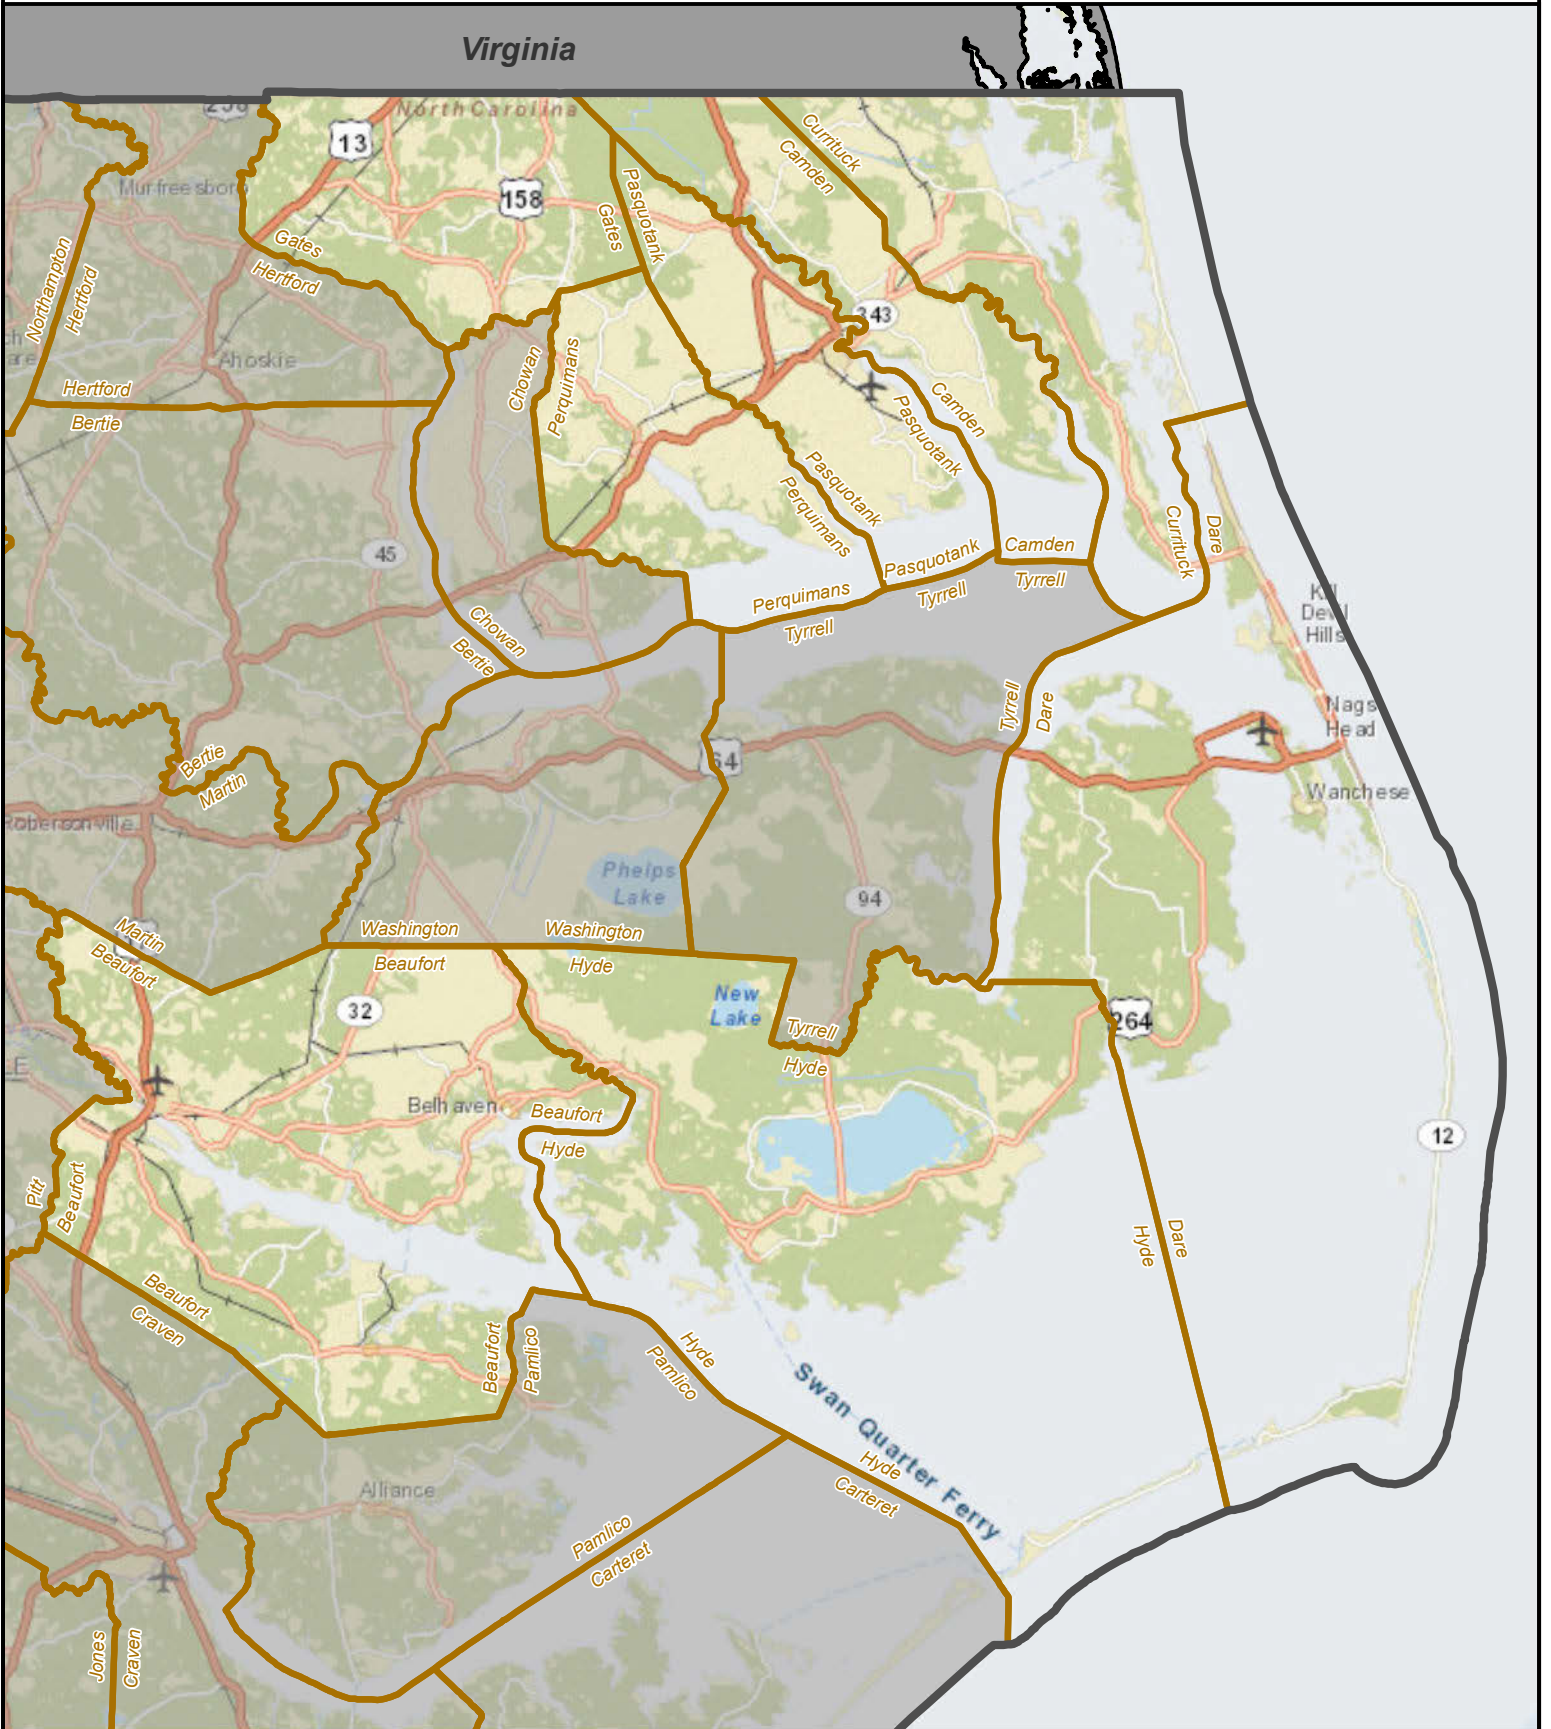 Virginia
North Carolina
258
13
158
Murfreesboro
Currituck
Camden
Pasquotank
Gates
Gates
Hertford
Northampton
Hertford
343
Ahoskie
Hertford
Bertie
Chowan
Perquimans
Camden
Pasquotank
Pasquotank
Perquimans
Currituck
Dare
45
Pasquotank
Tyrrell
Camden
Tyrrell
Perquimans
Tyrrell
Chowan
Bertie
Kill
Devil
Hills
Tyrrell
Dare
Nags
Head
64
Bertie
Martin
Wanchese
Robersonville
Phelps
Lake
94
Martin
Beaufort
Washington
Beaufort
Washington
Hyde
New
Lake
32
264
Tyrrell
Hyde
Belhaven
Beaufort
Hyde
12
Pitt
Beaufort
Dare
Hyde
Beaufort
Craven
Beaufort
Pamlico
Hyde
Pamlico
Swan Quarter Ferry
Hyde
Carteret
Alliance
Pamlico
Carteret
Jones
Craven